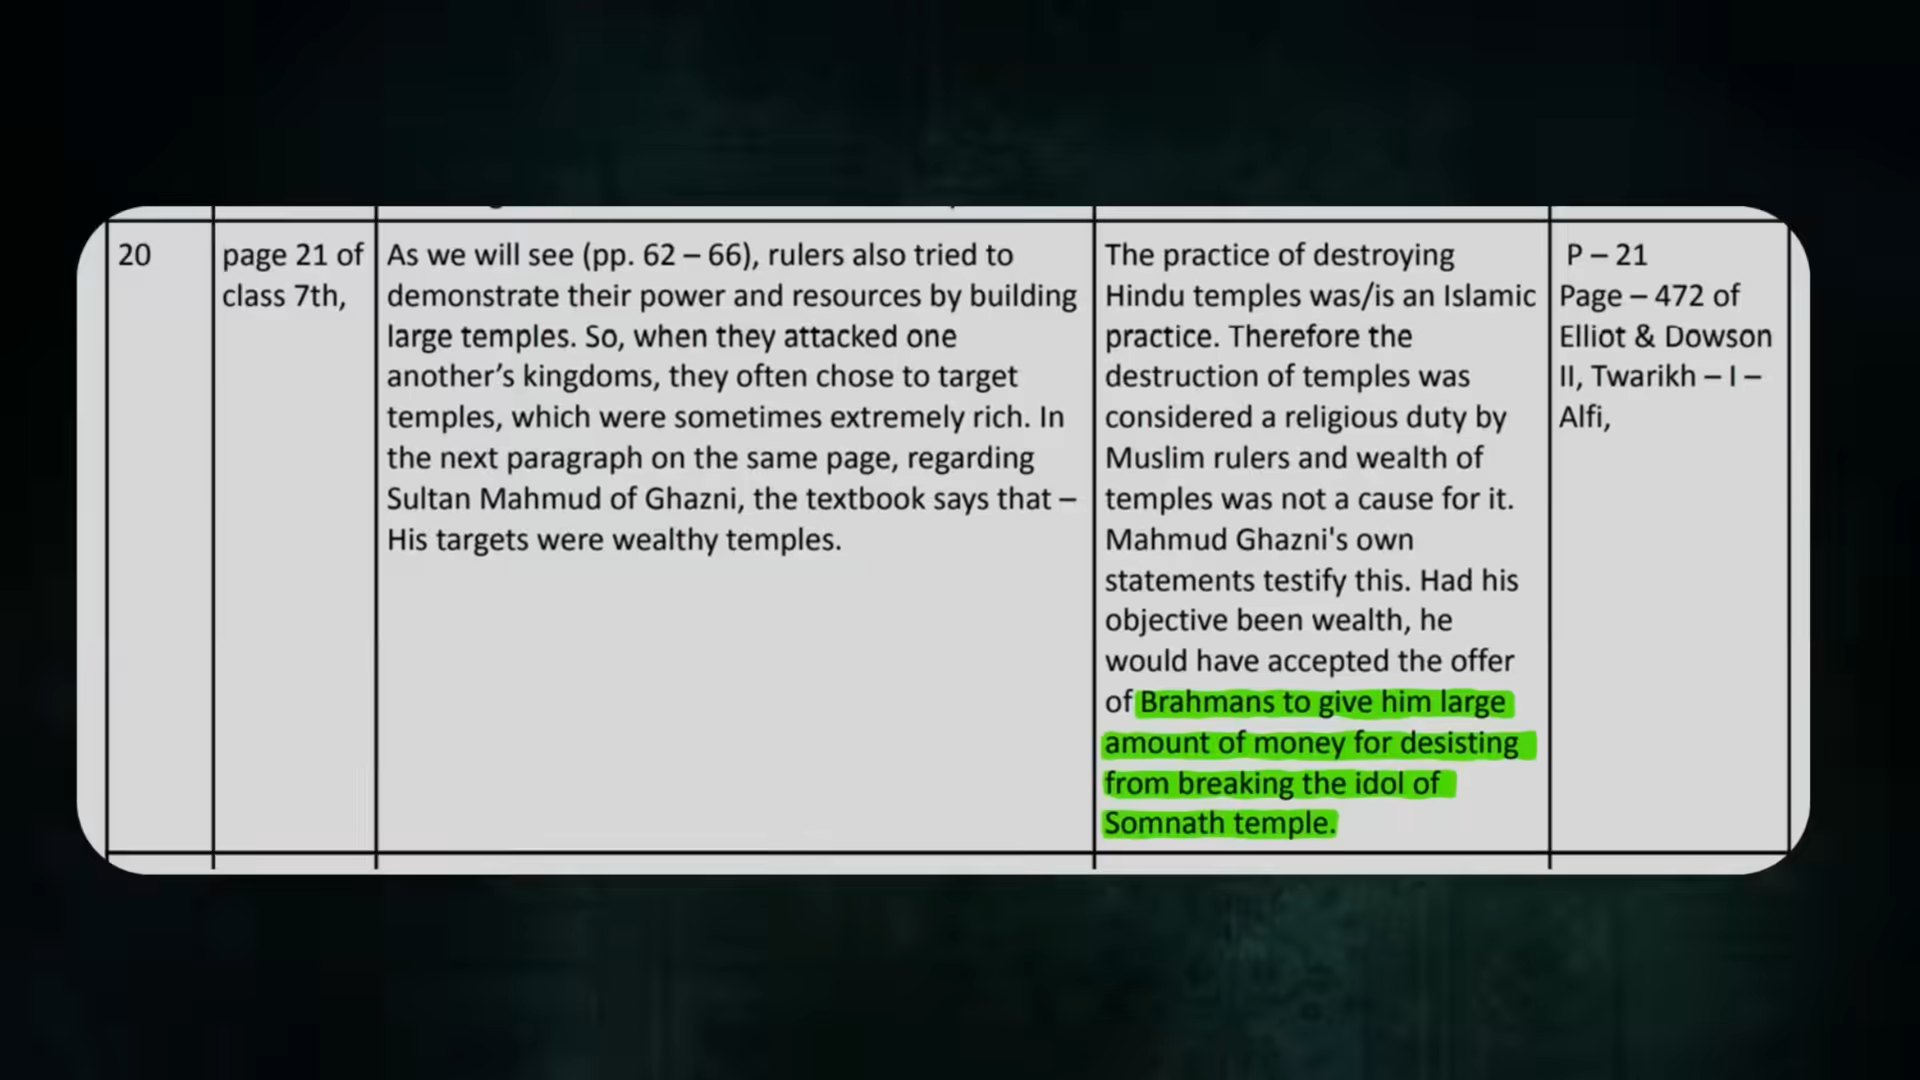 20
page 21 of
class 7th,
As we will see (pp. 62 – 66), rulers also tried to
demonstrate their power and resources by building
large temples. So, when they attacked one
another’s kingdoms, they often chose to target
temples, which were sometimes extremely rich. In
the next paragraph on the same page, regarding
Sultan Mahmud of Ghazni, the textbook says that –
His targets were wealthy temples.
The practice of destroying
Hindu temples was/is an Islamic
practice. Therefore the
destruction of temples was
considered a religious duty by
Muslim rulers and wealth of
temples was not a cause for it.
Mahmud Ghazni's own
statements testify this. Had his
objective been wealth, he
would have accepted the offer
of Brahmans to give him large
amount of money for desisting
from breaking the idol of
Somnath temple.
P – 21
Page – 472 of
Elliot & Dowson
II, Twarikh – I –
Alfi,